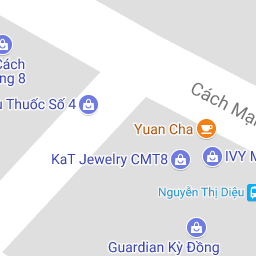 Cách
ng 8
Thuốc Số 4
Cách Mạ
Yuan Cha
KaT Jewelry CMT8
IVY M
Nguyễn Thị Diệu
Guardian Kỳ Đồng